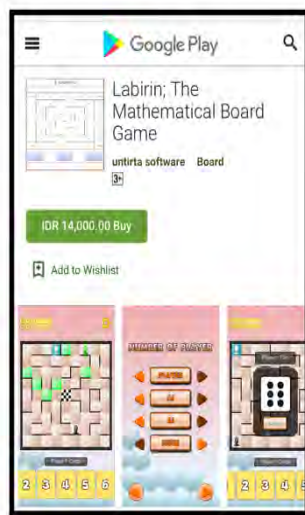 Google Play
Labirin; The
Mathematical Board
Game
untirta software Board
3+
IDR 14,000.00 Buy
Add to Wishlist
NUMBER OF PLAYER
2 3 4 5 6
2 3 4 5